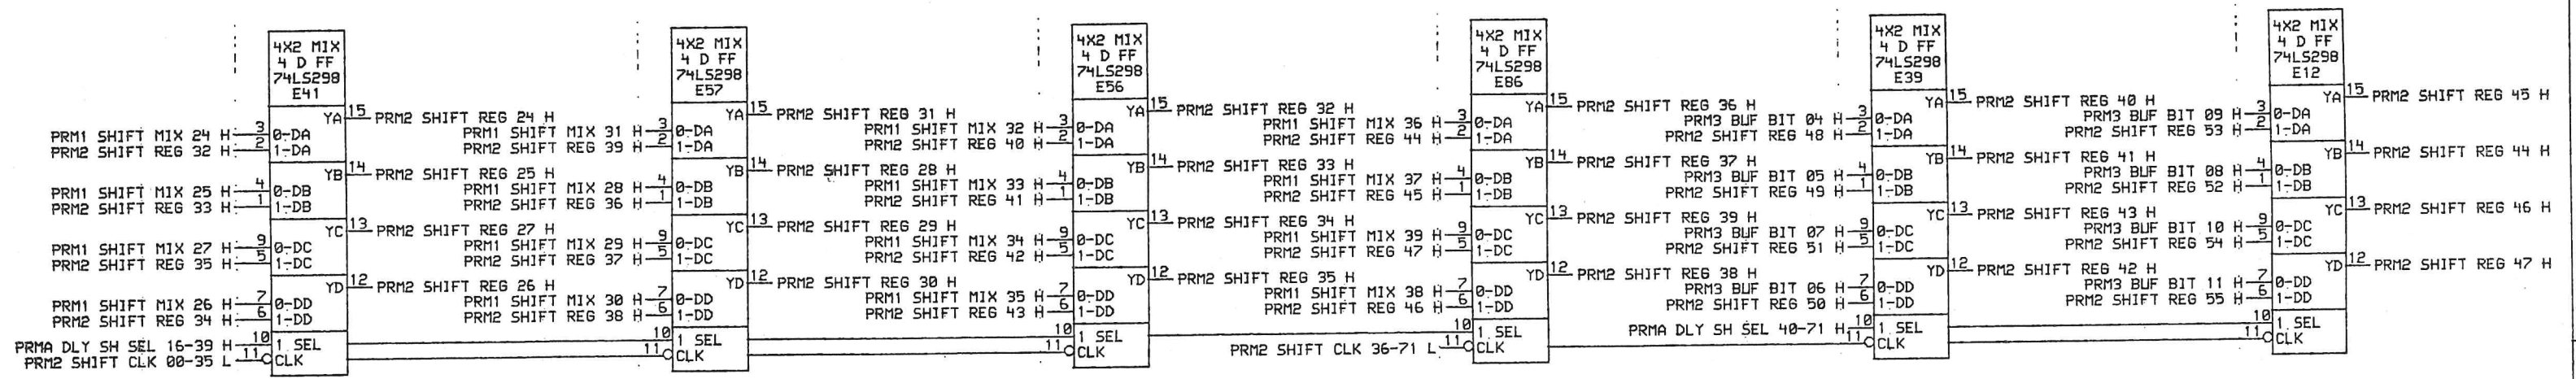 4X2 MIX
4 D FF
74LS298
E41
YA 15 PRM2 SHIFT REG 24 H
PRM1 SHIFT MIX 24 H 3 0-DA
PRM2 SHIFT REG 32 H 2 1-DA
YB 14 PRM2 SHIFT REG 25 H
PRM1 SHIFT MIX 25 H 4 0-DB
PRM2 SHIFT REG 33 H 1 1-DB
YC 13 PRM2 SHIFT REG 27 H
PRM1 SHIFT MIX 27 H 9 0-DC
PRM2 SHIFT REG 35 H 5 1-DC
YD 12 PRM2 SHIFT REG 26 H
PRM1 SHIFT MIX 26 H 7 0-DD
PRM2 SHIFT REG 34 H 6 1-DD
PRMA DLY SH SEL 16-39 H 10 1 SEL
PRM2 SHIFT CLK 00-35 L 11 CLK
4X2 MIX
4 D FF
74LS298
E57
YA 15 PRM2 SHIFT REG 31 H
PRM1 SHIFT MIX 31 H 3 0-DA
PRM2 SHIFT REG 39 H 2 1-DA
YB 14 PRM2 SHIFT REG 28 H
PRM1 SHIFT MIX 28 H 4 0-DB
PRM2 SHIFT REG 36 H 1 1-DB
YC 13 PRM2 SHIFT REG 29 H
PRM1 SHIFT MIX 29 H 9 0-DC
PRM2 SHIFT REG 37 H 5 1-DC
YD 12 PRM2 SHIFT REG 30 H
PRM1 SHIFT MIX 30 H 7 0-DD
PRM2 SHIFT REG 38 H 6 1-DD
10 1 SEL
11 CLK
4X2 MIX
4 D FF
74LS298
E56
YA 15 PRM2 SHIFT REG 32 H
PRM1 SHIFT MIX 32 H 3 0-DA
PRM2 SHIFT REG 40 H 2 1-DA
YB 14 PRM2 SHIFT REG 33 H
PRM1 SHIFT MIX 33 H 4 0-DB
PRM2 SHIFT REG 41 H 1 1-DB
YC 13 PRM2 SHIFT REG 34 H
PRM1 SHIFT MIX 34 H 9 0-DC
PRM2 SHIFT REG 42 H 5 1-DC
YD 12 PRM2 SHIFT REG 35 H
PRM1 SHIFT MIX 35 H 7 0-DD
PRM2 SHIFT REG 43 H 6 1-DD
10 1 SEL
11 CLK
4X2 MIX
4 D FF
74LS298
E86
YA 15 PRM2 SHIFT REG 36 H
PRM1 SHIFT MIX 36 H 3 0-DA
PRM2 SHIFT REG 44 H 2 1-DA
YB 14 PRM2 SHIFT REG 37 H
PRM1 SHIFT MIX 37 H 4 0-DB
PRM2 SHIFT REG 45 H 1 1-DB
YC 13 PRM2 SHIFT REG 39 H
PRM1 SHIFT MIX 39 H 9 0-DC
PRM2 SHIFT REG 47 H 5 1-DC
YD 12 PRM2 SHIFT REG 38 H
PRM1 SHIFT MIX 38 H 7 0-DD
PRM2 SHIFT REG 46 H 6 1-DD
10 1 SEL
PRM2 SHIFT CLK 36-71 L 11 CLK
4X2 MIX
4 D FF
74LS298
E39
YA 15 PRM2 SHIFT REG 40 H
PRM3 BUF BIT 04 H 3 0-DA
PRM2 SHIFT REG 48 H 2 1-DA
YB 14 PRM2 SHIFT REG 41 H
PRM3 BUF BIT 05 H 4 0-DB
PRM2 SHIFT REG 49 H 1 1-DB
YC 13 PRM2 SHIFT REG 43 H
PRM3 BUF BIT 07 H 9 0-DC
PRM2 SHIFT REG 51 H 5 1-DC
YD 12 PRM2 SHIFT REG 42 H
PRM3 BUF BIT 06 H 7 0-DD
PRM2 SHIFT REG 50 H 6 1-DD
PRMA DLY SH SEL 40-71 H 10 1 SEL
11 CLK
4X2 MIX
4 D FF
74LS298
E12
YA 15 PRM2 SHIFT REG 45 H
PRM3 BUF BIT 09 H 3 0-DA
PRM2 SHIFT REG 53 H 2 1-DA
YB 14 PRM2 SHIFT REG 44 H
PRM3 BUF BIT 08 H 4 0-DB
PRM2 SHIFT REG 52 H 1 1-DB
YC 13 PRM2 SHIFT REG 46 H
PRM3 BUF BIT 10 H 9 0-DC
PRM2 SHIFT REG 54 H 5 1-DC
YD 12 PRM2 SHIFT REG 47 H
PRM3 BUF BIT 11 H 7 0-DD
PRM2 SHIFT REG 55 H 6 1-DD
10 1 SEL
11 CLK